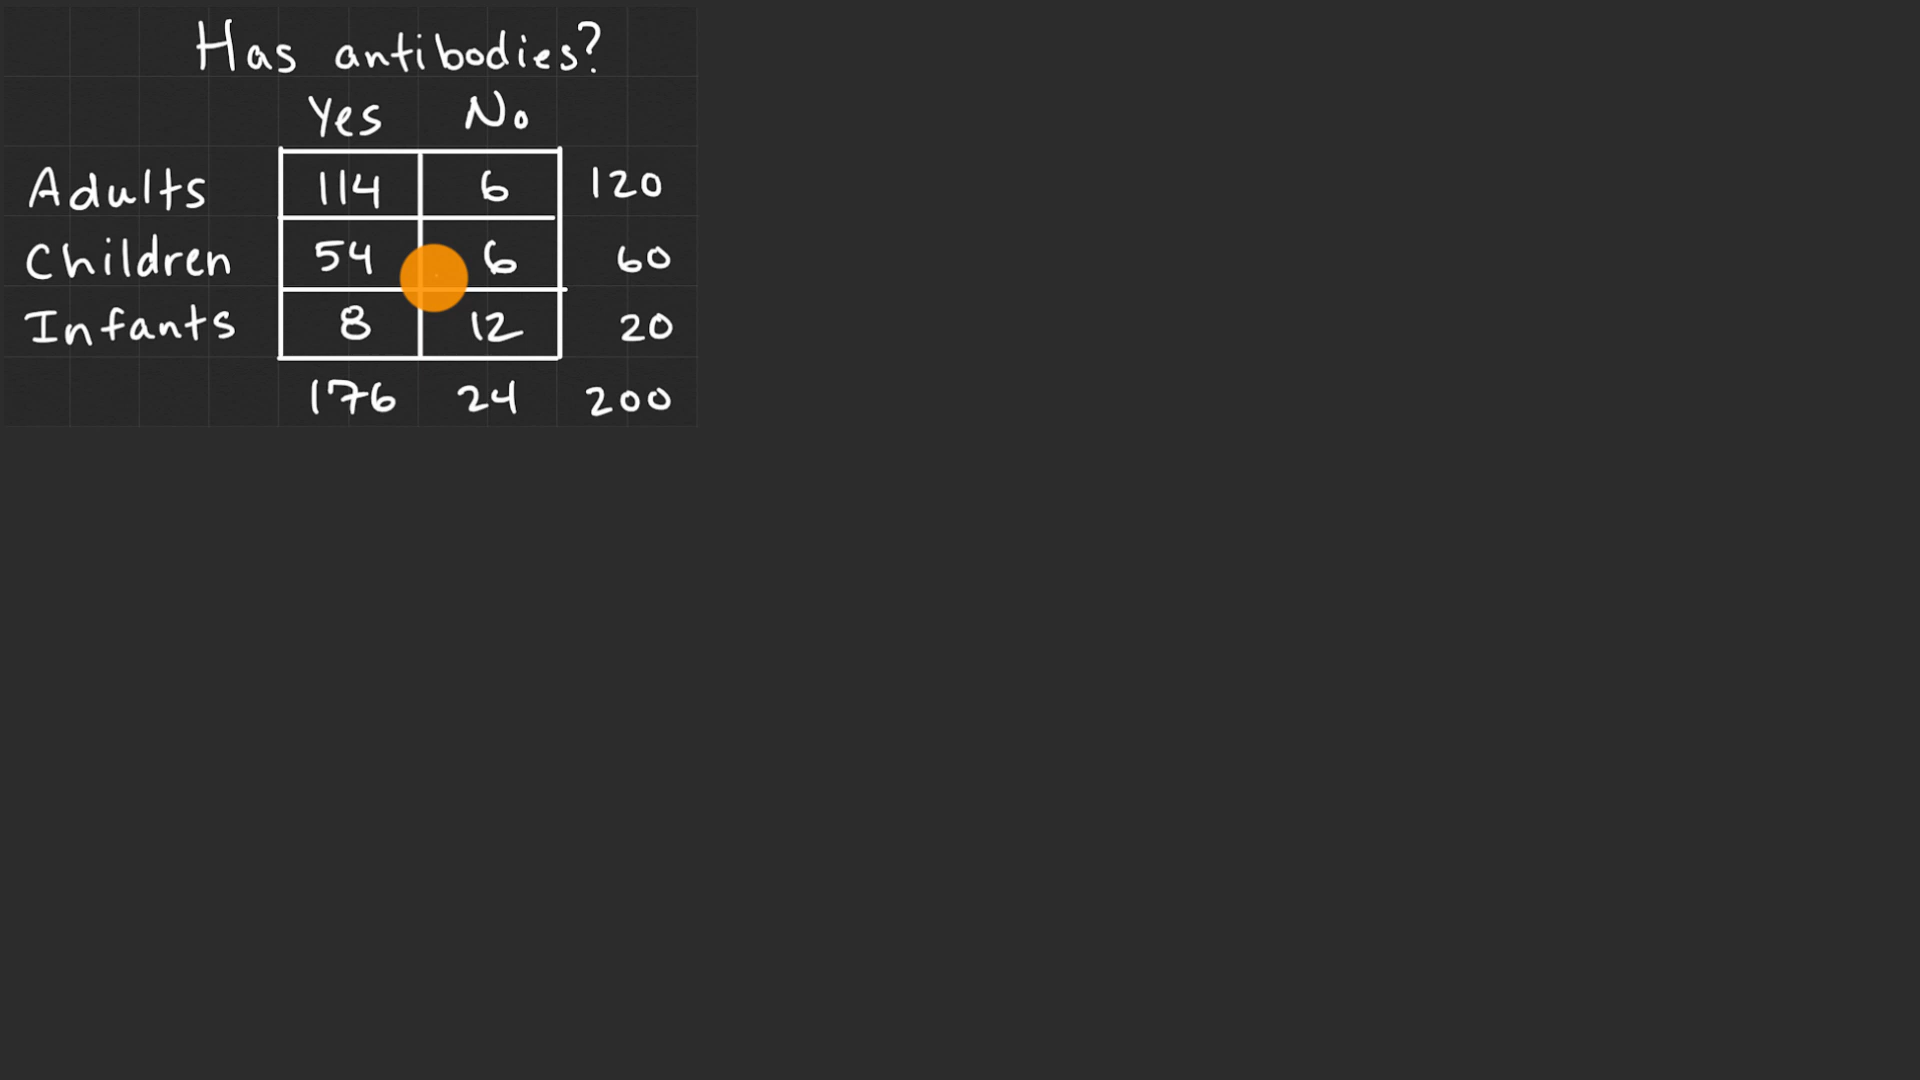 Has antibodies?
Yes No
Adults 114 6 120
Children 54 6 60
Infants 8 12 20
176 24 200